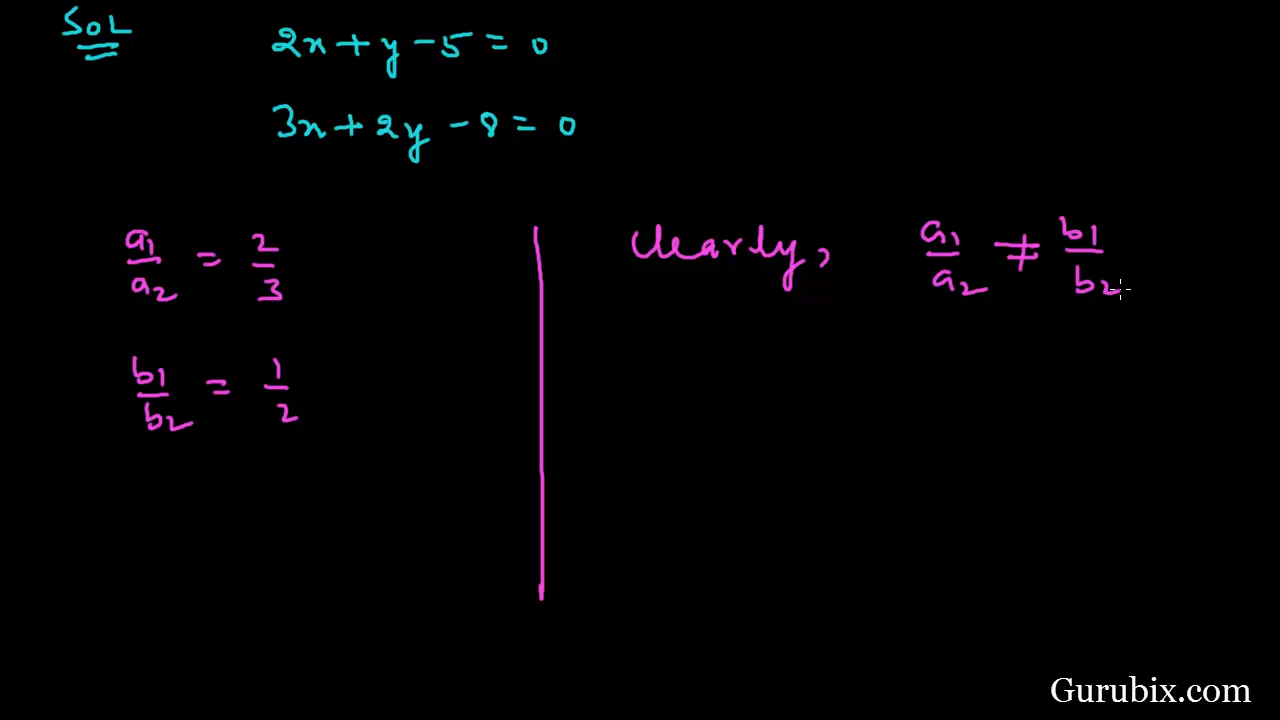 SOL
2x + y - 5 = 0
3x + 2y - 8 = 0
a1/a2 = 2/3
b1/b2 = 1/2
clearly, a1/a2 ≠ b1/b2
Gurubix.com